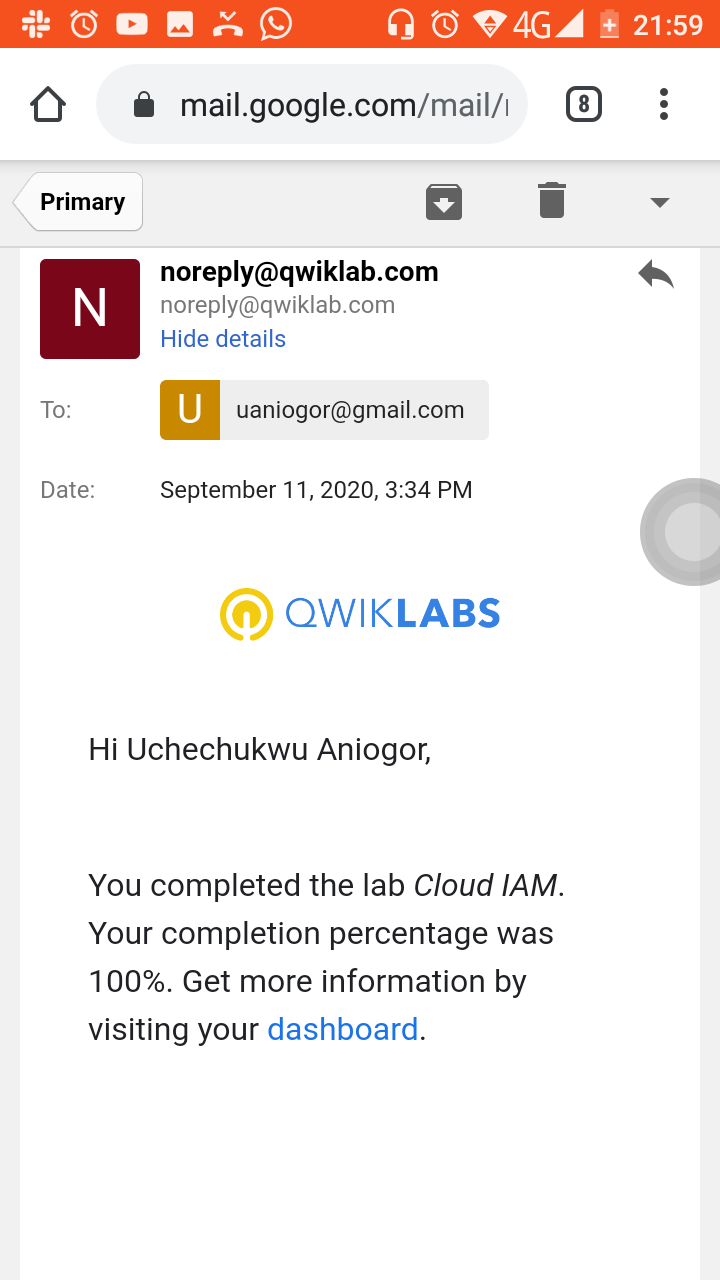 4G 21:59
mail.google.com/mail/
8
Primary
N
noreply@qwiklab.com
noreply@qwiklab.com
Hide details
To:
U uaniogor@gmail.com
Date: September 11, 2020, 3:34 PM
QWIKLABS
Hi Uchechukwu Aniogor,
You completed the lab Cloud IAM.
Your completion percentage was
100%. Get more information by
visiting your dashboard.